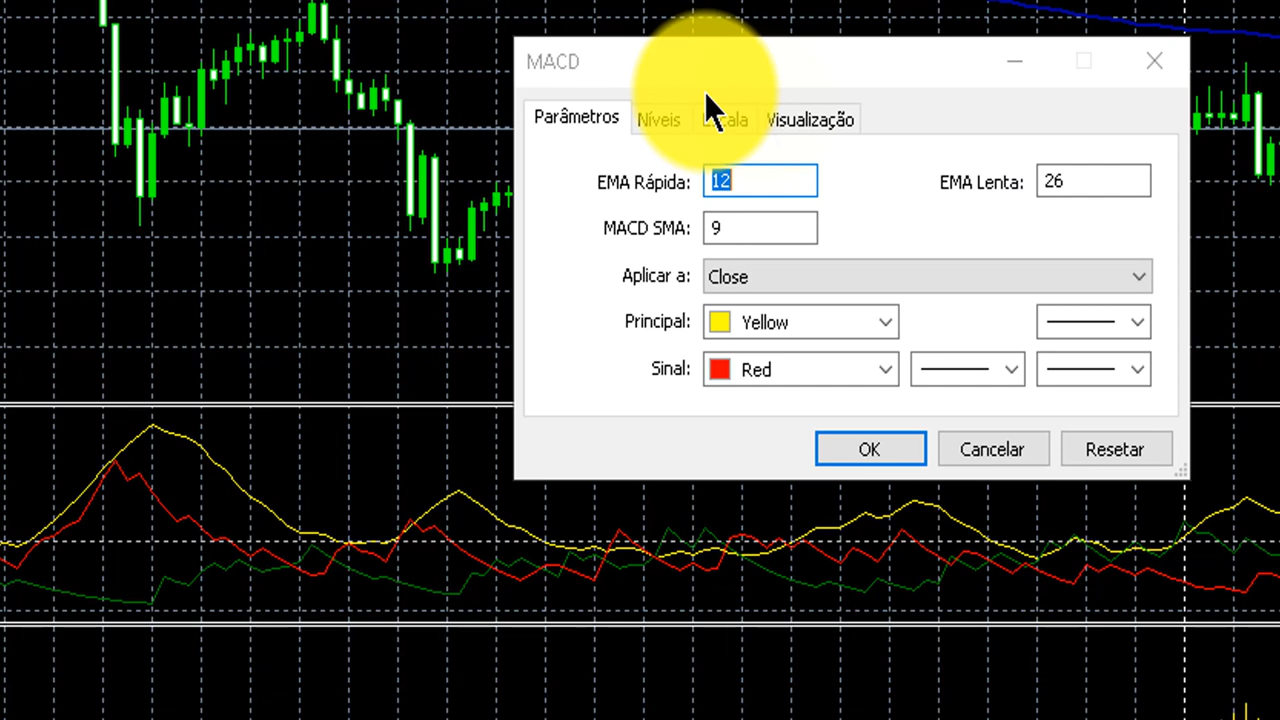 MACD
Parâmetros Níveis Escala Visualização
EMA Rápida: 12 EMA Lenta: 26
MACD SMA: 9
Aplicar a: Close
Principal: Yellow
Sinal: Red
OK Cancelar Resetar